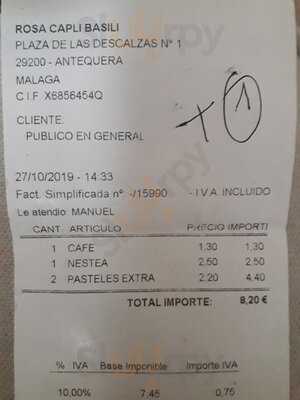 ROSA CAPLI BASILI
PLAZA DE LAS DESCALZAS Nº 1
29200 - ANTEQUERA
MALAGA
C.I.F. X6856454Q
CLIENTE:
PUBLICO EN GENERAL
x 1
27/10/2019 - 14:33
Fact. Simplificada nº -/15990 - I.V.A. INCLUIDO
Le atendio MANUEL
CANT ARTICULO PRECIO IMPORTE
1 CAFE 1,30 1,30
1 NESTEA 2,50 2,50
2 PASTELES EXTRA 2,20 4,40
TOTAL IMPORTE: 8,20 €
% IVA Base Imponible Importe IVA
10,00% 7,45 0,75